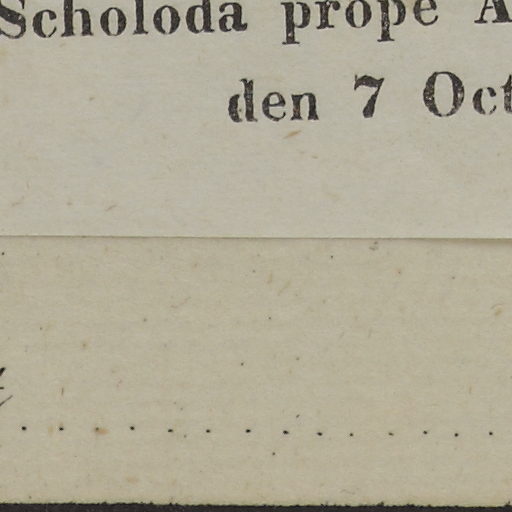 Scholoda prope A
den 7 Oct
. . . . . . . . . . . . .